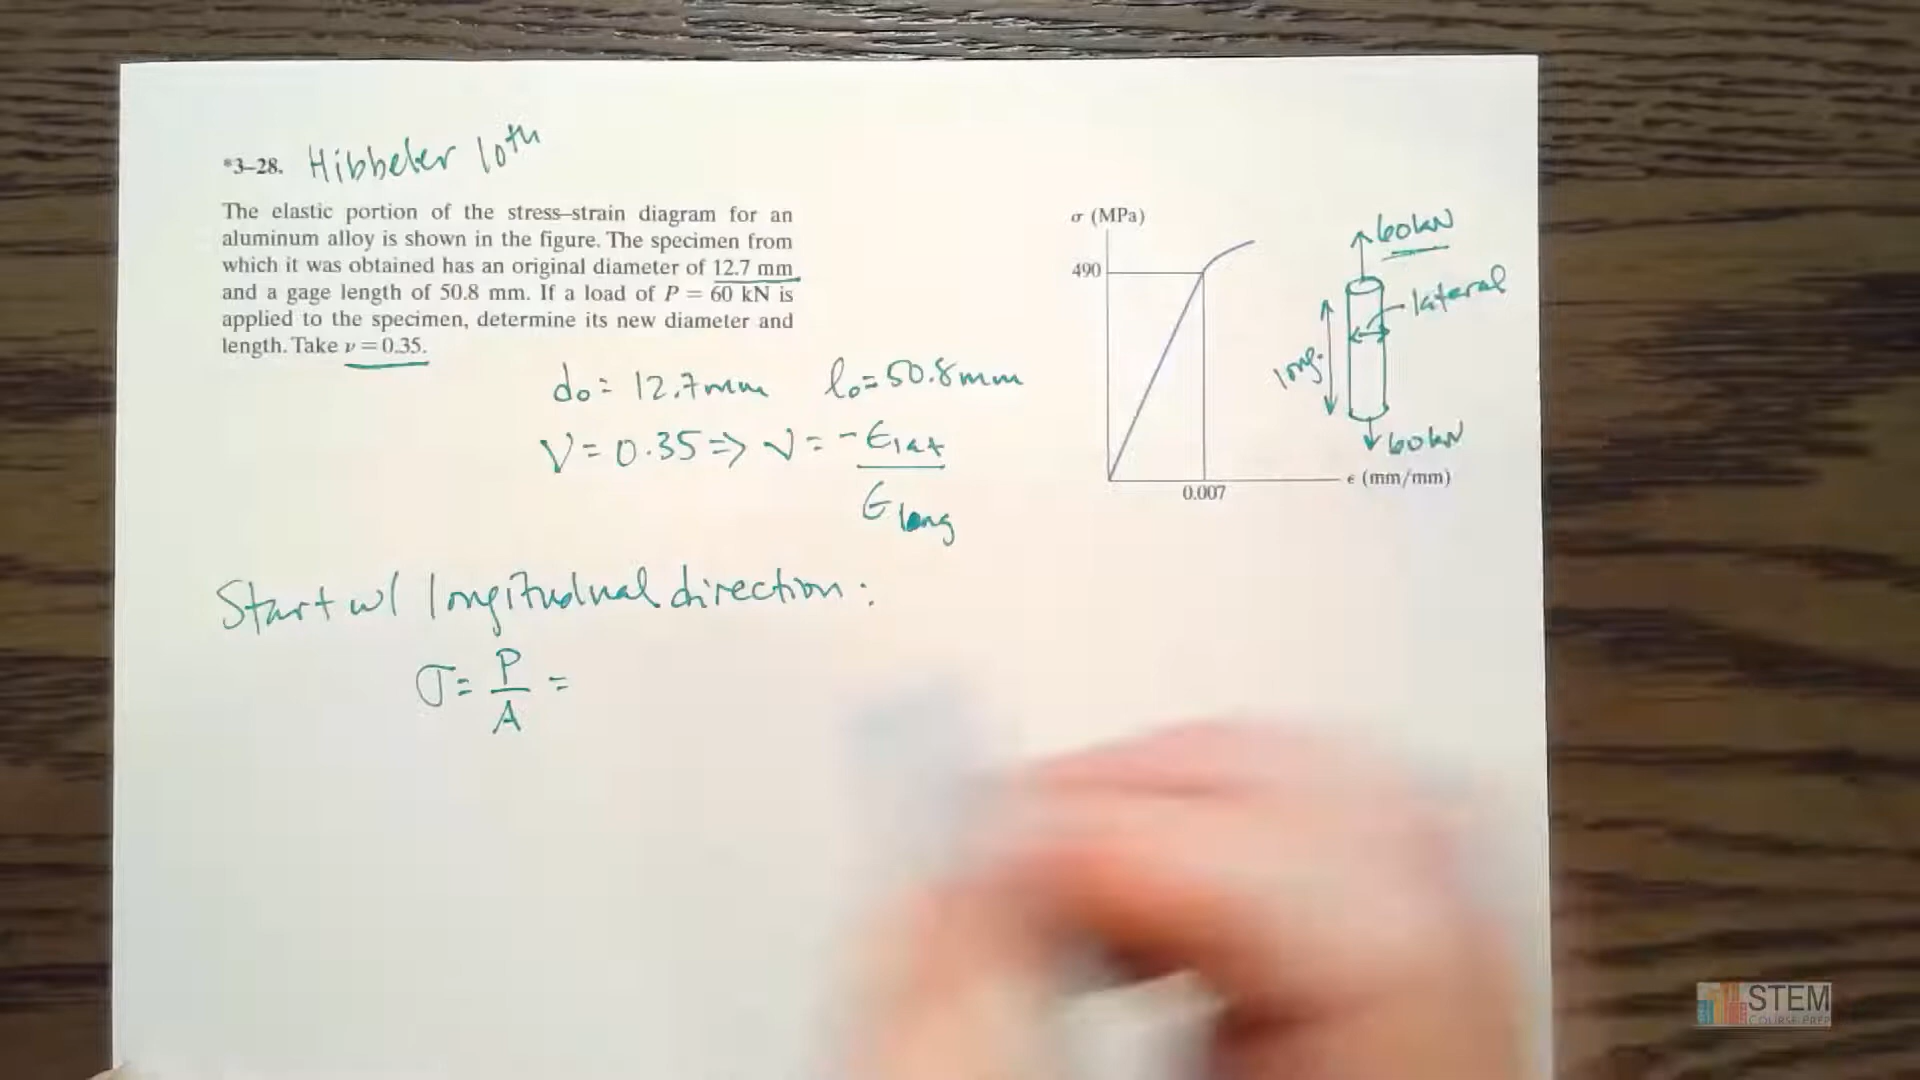 *3–28. Hibbeler 10th
The elastic portion of the stress–strain diagram for an
aluminum alloy is shown in the figure. The specimen from
which it was obtained has an original diameter of 12.7 mm
and a gage length of 50.8 mm. If a load of P = 60 kN is
applied to the specimen, determine its new diameter and
length. Take ν = 0.35.
d₀ = 12.7mm l₀=50.8mm
ν = 0.35 => ν = -ϵlat
ϵlong
σ (MPa)
490
0.007
ϵ (mm/mm)
60kN
lateral
long.
60kN
Start w/ longitudunal direction:
σ = P =
A
STEM
COURSE PREP